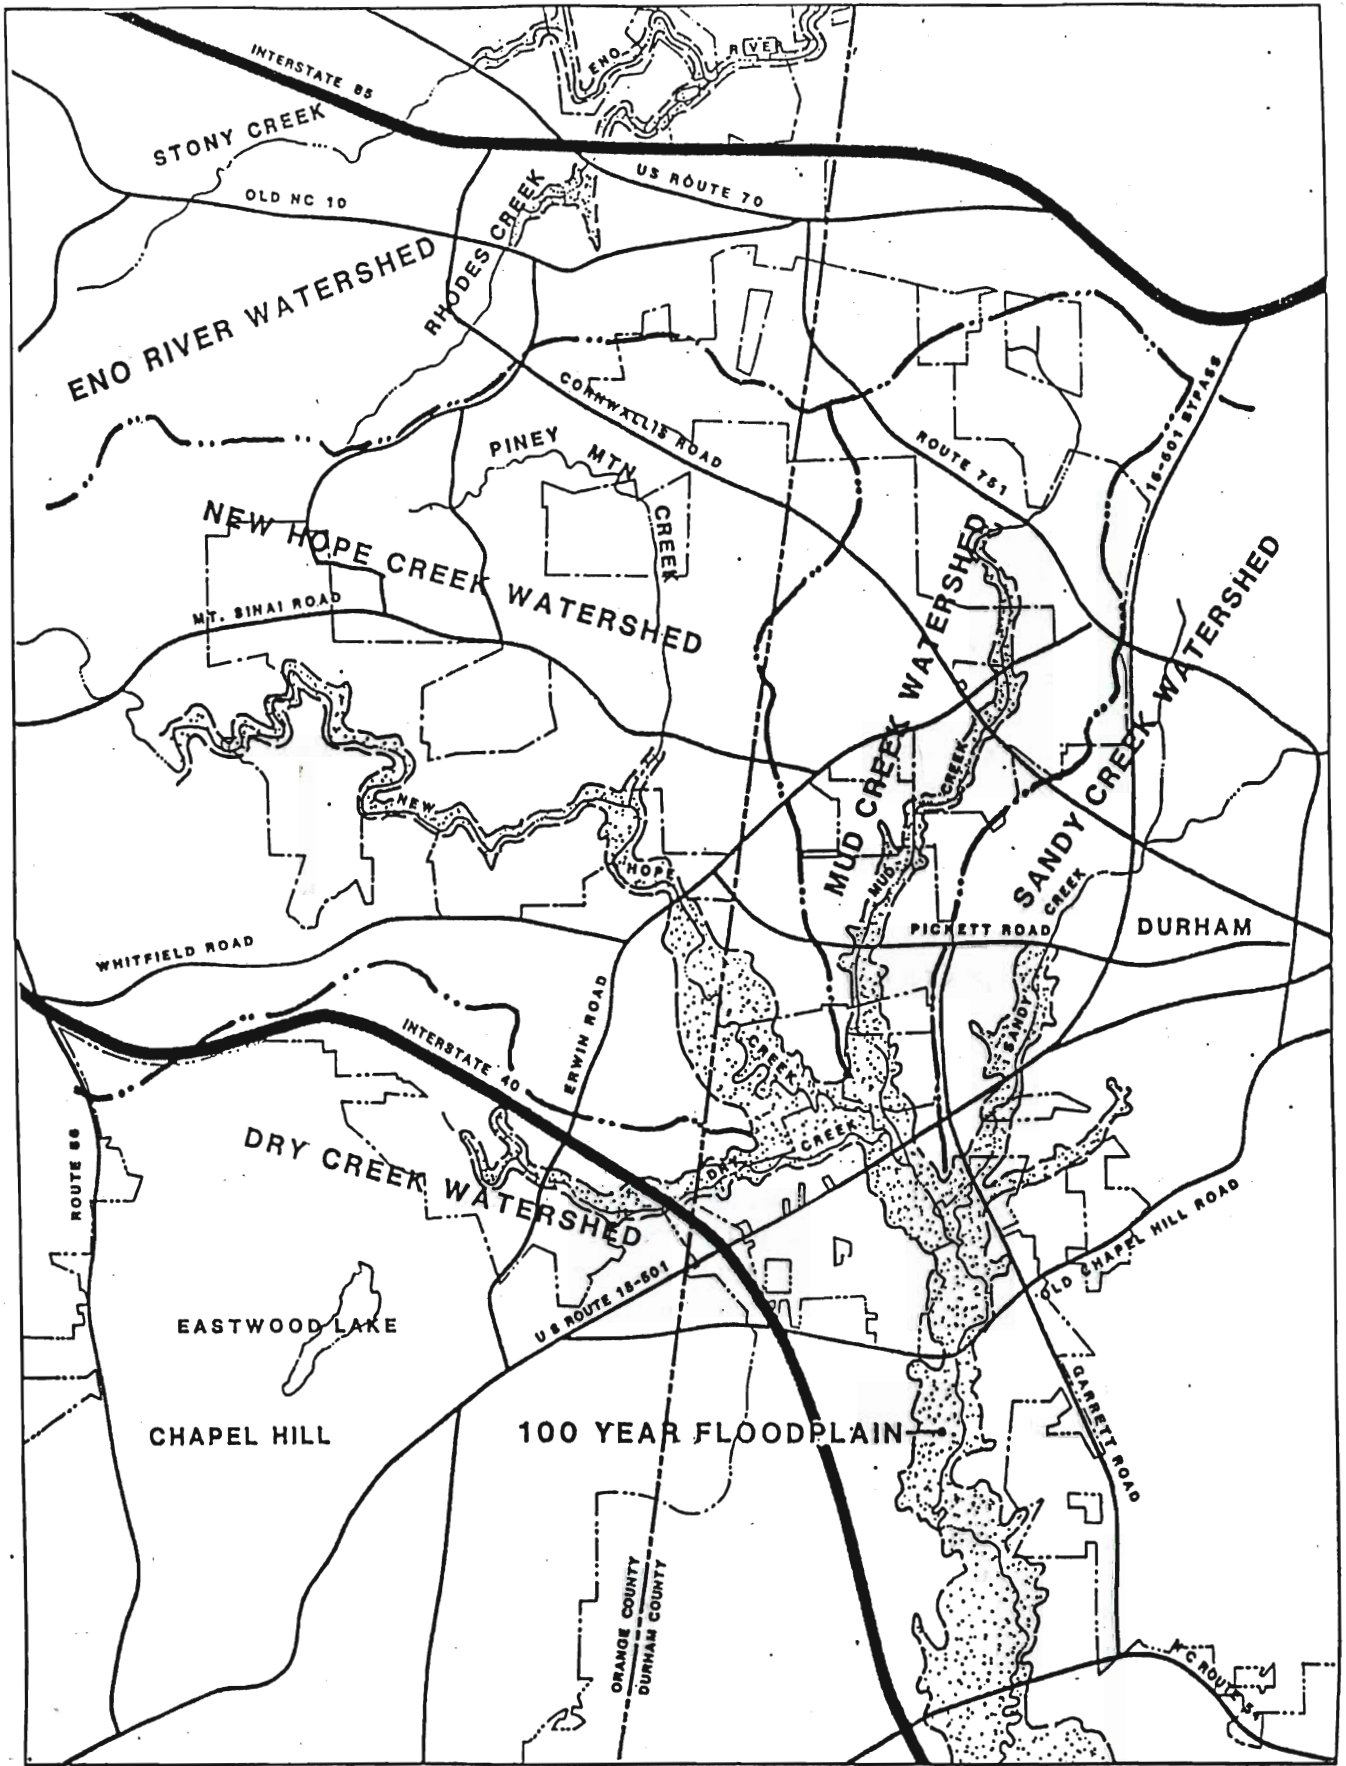 ENO
RIVER
INTERSTATE 85
STONY CREEK
US ROUTE 70
OLD NC 10
RHODES CREEK
ENO RIVER WATERSHED
CORNWALLIS ROAD
15-501 BYPASS
PINEY MTN CREEK
ROUTE 751
NEW HOPE CREEK WATERSHED
MT. SINAI ROAD
MUD CREEK WATERSHED
SANDY CREEK WATERSHED
NEW
HOPE
CREEK
MUD
CREEK
CREEK
SANDY
PICKETT ROAD
DURHAM
WHITFIELD ROAD
ERWIN ROAD
INTERSTATE 40
DRY CREEK
DRY CREEK WATERSHED
ROUTE 86
OLD CHAPEL HILL ROAD
US ROUTE 15-501
EASTWOOD LAKE
CHAPEL HILL
100 YEAR FLOODPLAIN
GARRETT ROAD
ORANGE COUNTY
DURHAM COUNTY